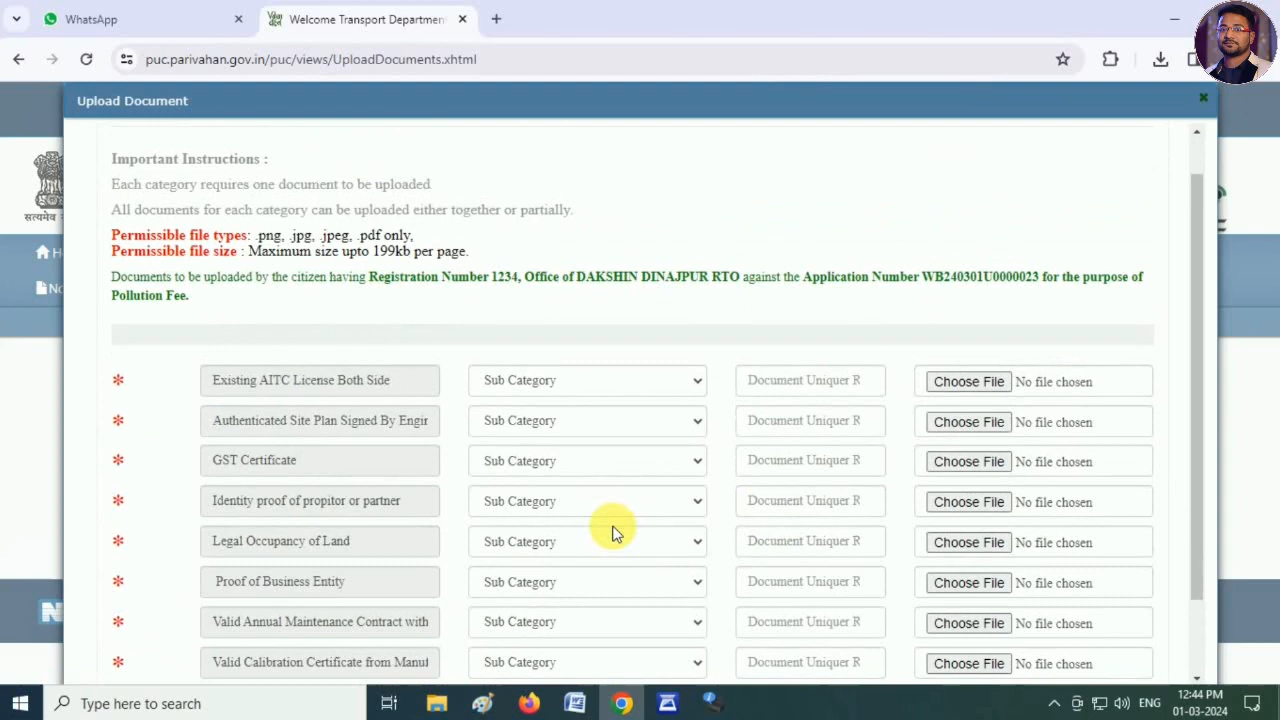 WhatsApp
Welcome Transport Departmen
puc.parivahan.gov.in/puc/views/UploadDocuments.xhtml
Upload Document
Important Instructions :
Each category requires one document to be uploaded
All documents for each category can be uploaded either together or partially.
Permissible file types: .png, .jpg, .jpeg, .pdf only,
Permissible file size : Maximum size upto 199kb per page.
Documents to be uploaded by the citizen having Registration Number 1234, Office of DAKSHIN DINAJPUR RTO against the Application Number WB240301U0000023 for the purpose of
Pollution Fee.
सत्यमेव
H
No
* Existing AITC License Both Side Sub Category Document Uniquer R Choose File No file chosen
* Authenticated Site Plan Signed By Engir Sub Category Document Uniquer R Choose File No file chosen
* GST Certificate Sub Category Document Uniquer R Choose File No file chosen
* Identity proof of propitor or partner Sub Category Document Uniquer R Choose File No file chosen
* Legal Occupancy of Land Sub Category Document Uniquer R Choose File No file chosen
* Proof of Business Entity Sub Category Document Uniquer R Choose File No file chosen
* Valid Annual Maintenance Contract with Sub Category Document Uniquer R Choose File No file chosen
* Valid Calibration Certificate from Manuf Sub Category Document Uniquer R Choose File No file chosen
N
Type here to search
ENG
12:44 PM
01-03-2024